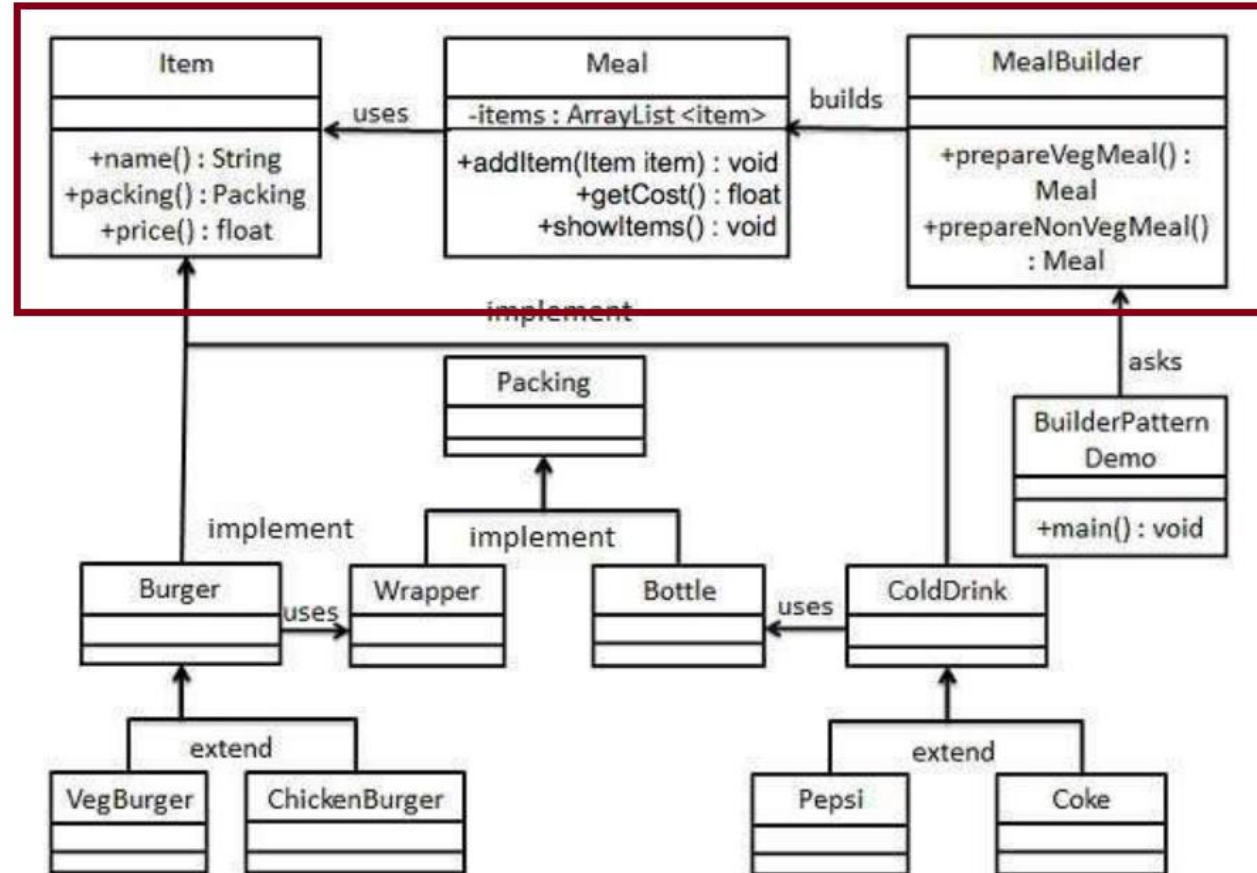 Item
Meal
MealBuilder
uses
-items : ArrayList <item>
builds
+name() : String
+packing() : Packing
+price() : float
+addItem(Item item) : void
+getCost() : float
+showItems() : void
+prepareVegMeal() :
Meal
+prepareNonVegMeal()
: Meal
implement
asks
Packing
BuilderPattern
Demo
+main() : void
implement
implement
Burger
uses
Wrapper
Bottle
uses
ColdDrink
extend
extend
VegBurger
ChickenBurger
Pepsi
Coke